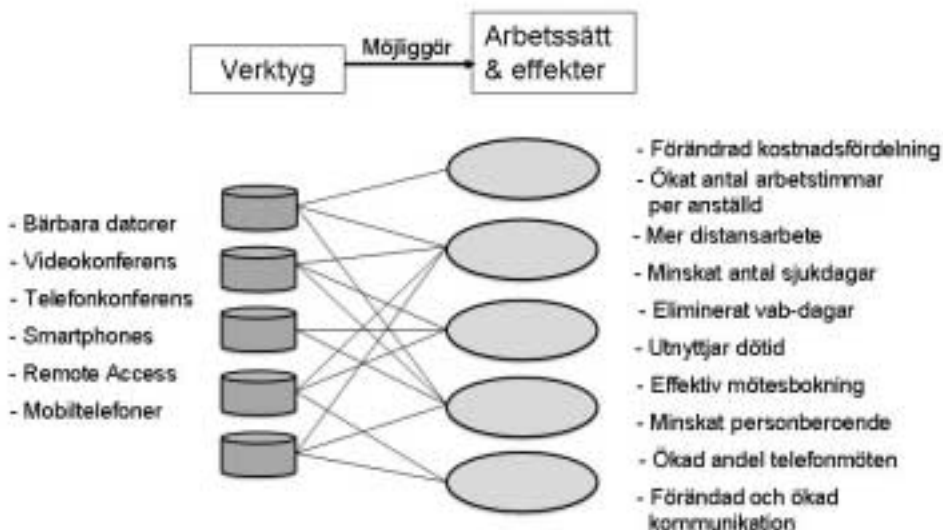 Verktyg
Möjliggör
Arbetssätt
& effekter
- Bärbara datorer
- Videokonferens
- Telefonkonferens
- Smartphones
- Remote Access
- Mobiltelefoner
- Förändrad kostnadsfördelning
- Ökat antal arbetstimmar
per anställd
- Mer distansarbete
- Minskat antal sjukdagar
- Eliminerat vab-dagar
- Utnyttjar dötid
- Effektiv mötesbokning
- Minskat personberoende
- Ökad andel telefonmöten
- Förändad och ökad
kommunikation